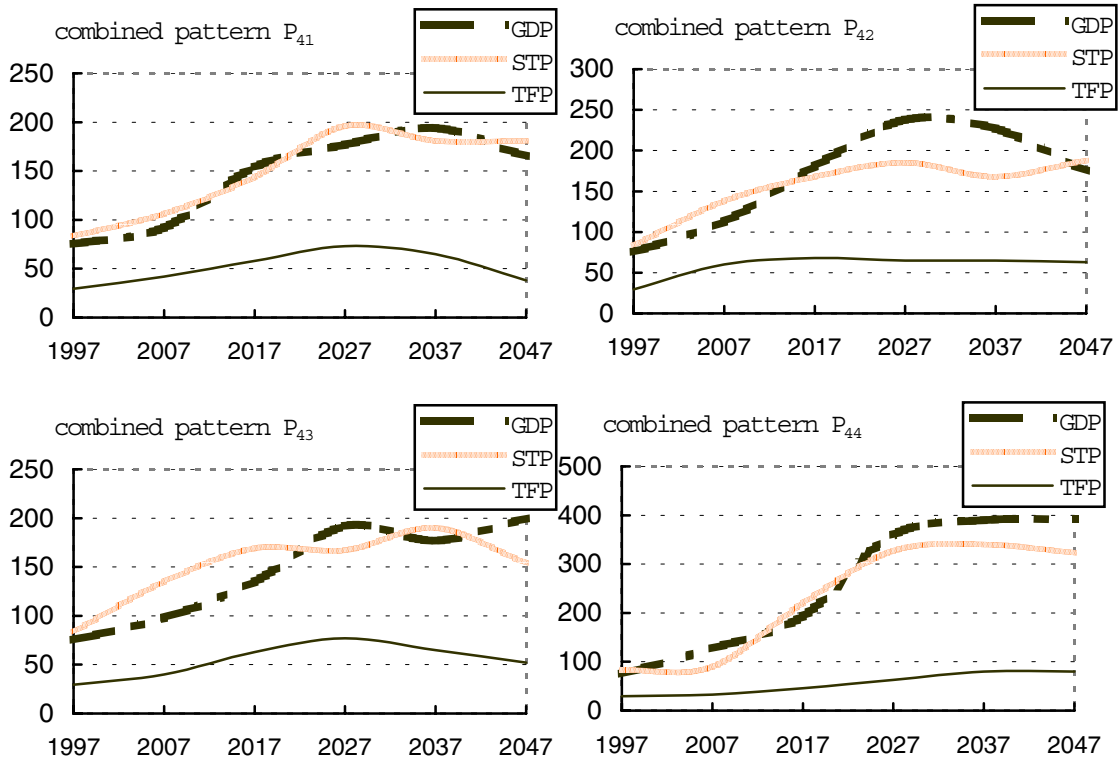 combined pattern P41
GDP
STP
TFP
250
200
150
100
50
0
1997 2007 2017 2027 2037 2047
combined pattern P42
GDP
STP
TFP
300
250
200
150
100
50
0
1997 2007 2017 2027 2037 2047
combined pattern P43
GDP
STP
TFP
250
200
150
100
50
0
1997 2007 2017 2027 2037 2047
combined pattern P44
GDP
STP
TFP
500
400
300
200
100
0
1997 2007 2017 2027 2037 2047